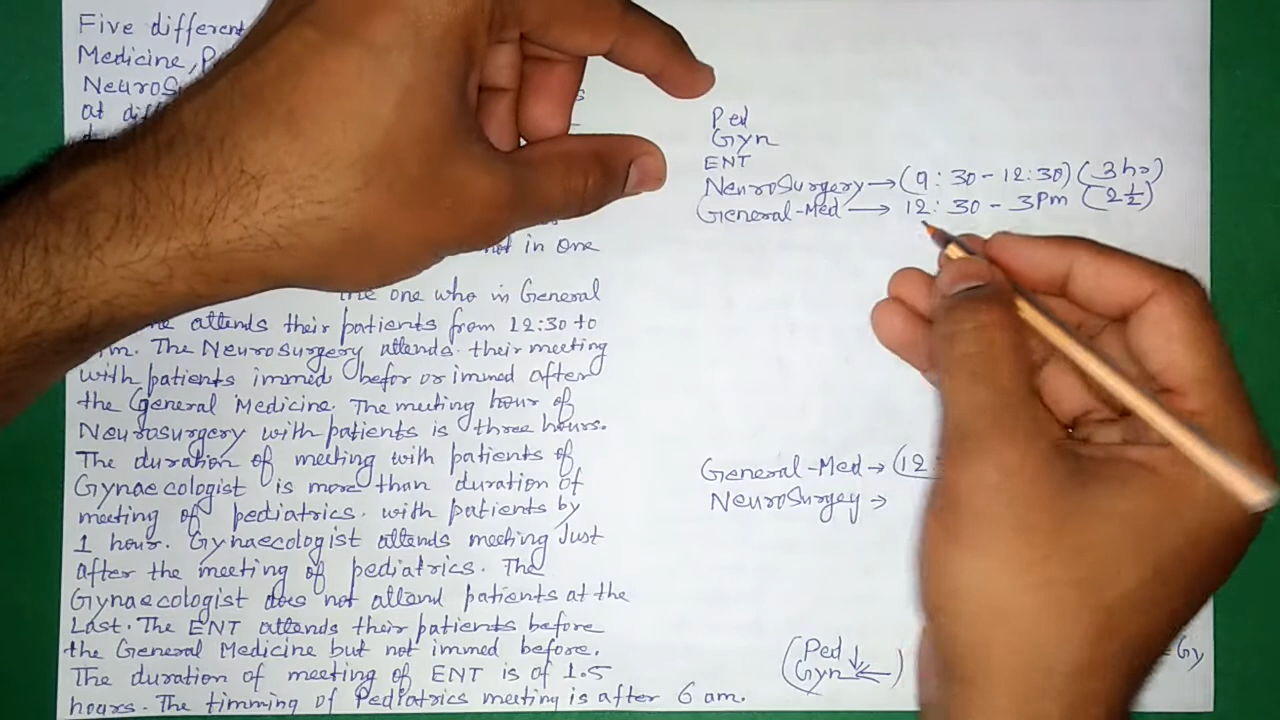 Five different
Medicine, P
NeuroS
at diff
not in one
the one who in General
attends their patients from 12:30 to
m. The Neurosurgery attends their meeting
with patients immed befor or immed after
the General Medicine. The meeting hour of
Neurosurgery with patients is three hours.
The duration of meeting with patients of
Gynaecologist is more than duration of
meeting of pediatrics. with patients by
1 hour. Gynaecologist attends meeting Just
after the meeting of pediatrics. The
Gynaecologist does not attend patients at the
Last. The ENT attends their patients before
the General Medicine but not immed before.
The duration of meeting of ENT is of 1.5
hours. The timming of Pediatrics meeting is after 6 am.
Ped
Gyn
ENT
NeuroSurgery → (9:30 - 12:30) (3 hr)
General-Med → 12:30 - 3Pm (2 1/2)
General-Med → (12:
NeuroSurgey →
(Ped ↓
Gyn ←)
= Gy